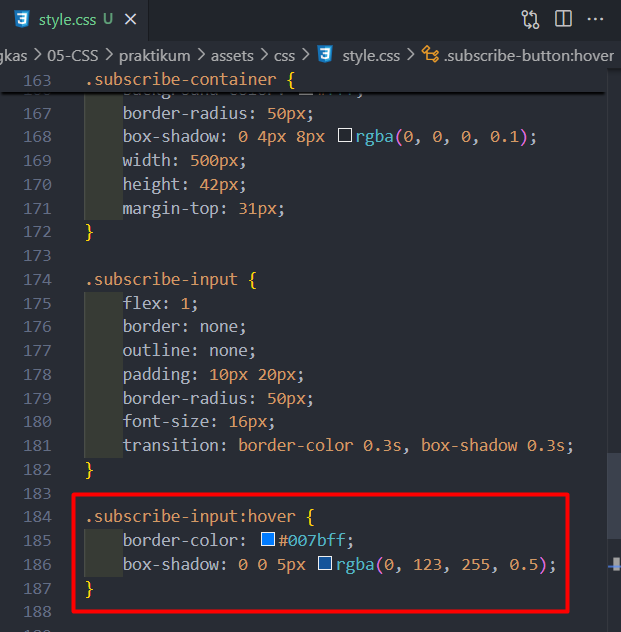 style.css U
gkas > 05-CSS > praktikum > assets > css > style.css > .subscribe-button:hover
163 .subscribe-container {
167 border-radius: 50px;
168 box-shadow: 0 4px 8px rgba(0, 0, 0, 0.1);
169 width: 500px;
170 height: 42px;
171 margin-top: 31px;
172 }
173
174 .subscribe-input {
175 flex: 1;
176 border: none;
177 outline: none;
178 padding: 10px 20px;
179 border-radius: 50px;
180 font-size: 16px;
181 transition: border-color 0.3s, box-shadow 0.3s;
182 }
183
184 .subscribe-input:hover {
185 border-color: #007bff;
186 box-shadow: 0 0 5px rgba(0, 123, 255, 0.5);
187 }
188